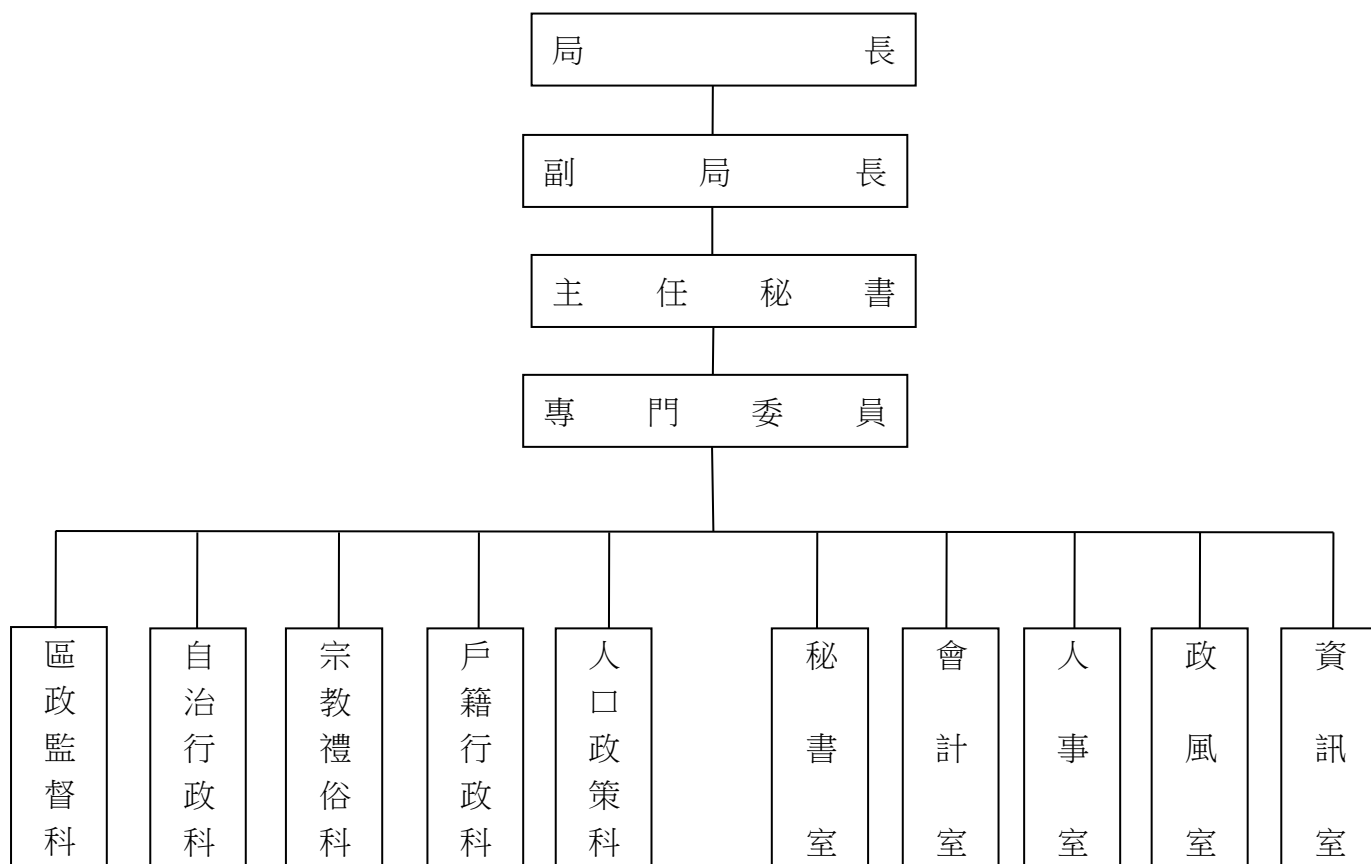 局長
副局長
主任秘書
專門委員
區政監督科
自治行政科
宗教禮俗科
戶籍行政科
人口政策科
秘書室
會計室
人事室
政風室
資訊室